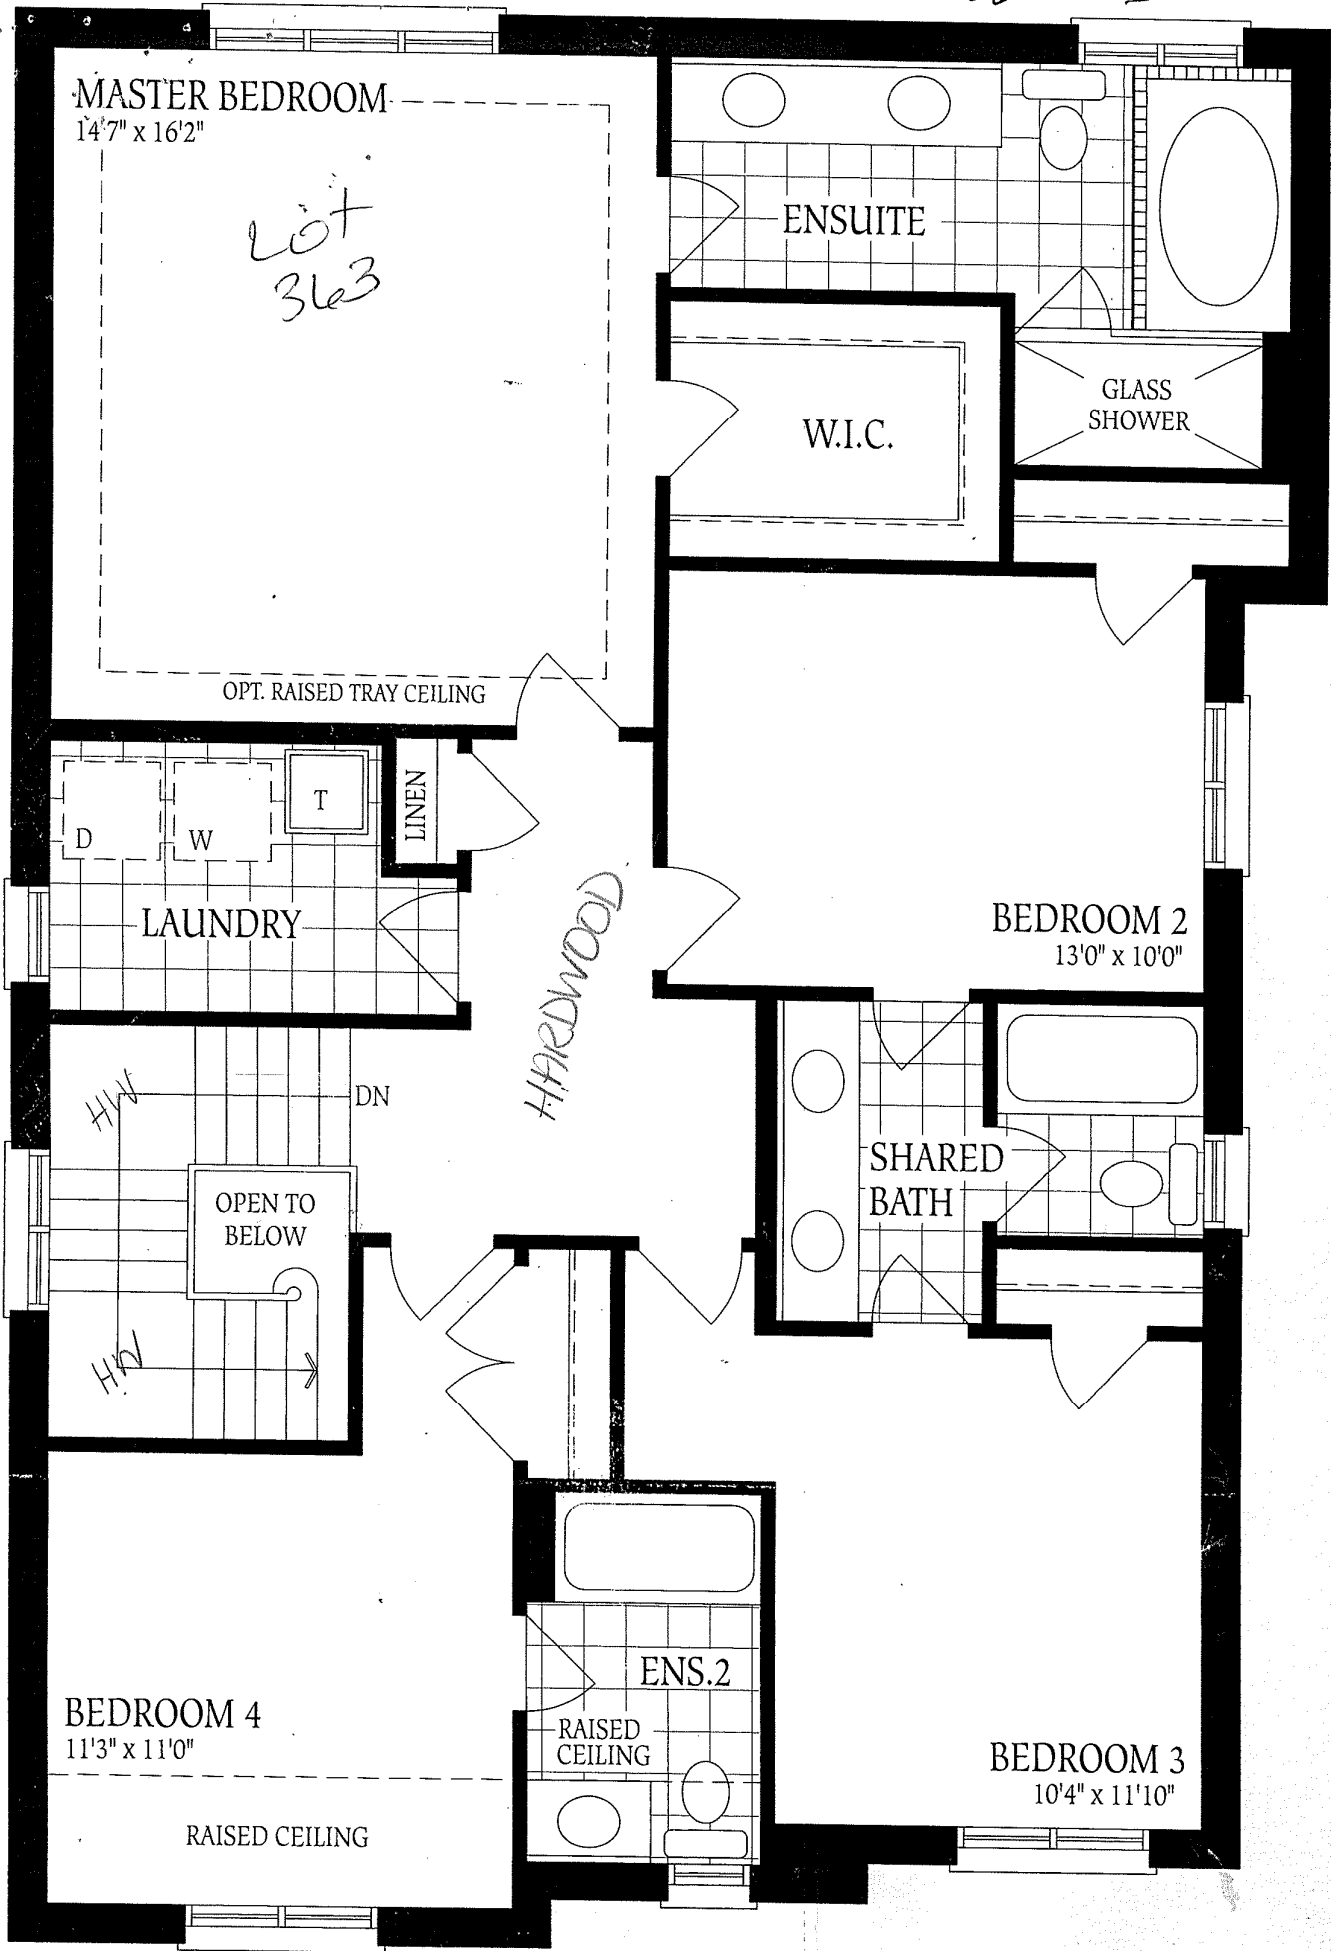 MASTER BEDROOM
14'7" x 16'2"
Lot
363
OPT. RAISED TRAY CEILING
ENSUITE
GLASS
SHOWER
W.I.C.
D
W
T
LINEN
LAUNDRY
HARDWOOD
BEDROOM 2
13'0" x 10'0"
HW
DN
OPEN TO
BELOW
HW
SHARED
BATH
ENS.2
RAISED
CEILING
BEDROOM 4
11'3" x 11'0"
RAISED CEILING
BEDROOM 3
10'4" x 11'10"